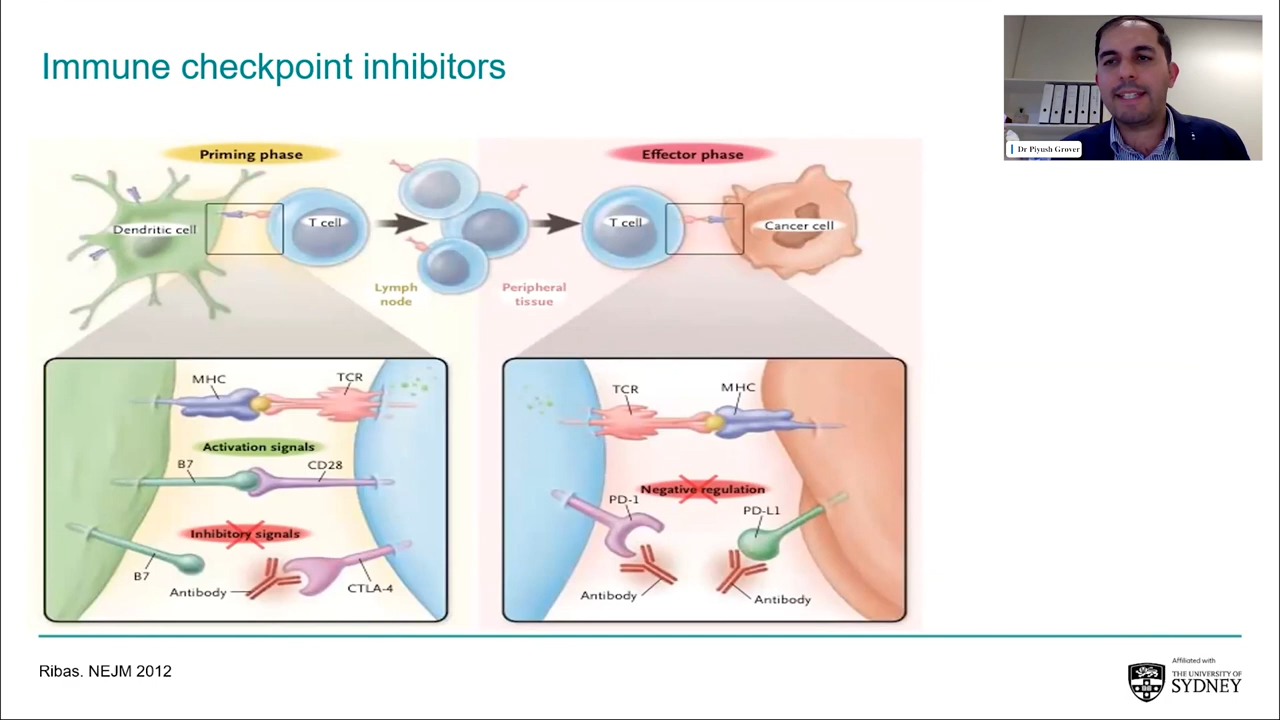 Immune checkpoint inhibitors
Dr Piyush Grover
Priming phase
Effector phase
Dendritic cell
T cell
T cell
Cancer cell
Lymph
node
Peripheral
tissue
MHC
TCR
Activation signals
B7
CD28
Inhibitory signals
B7
Antibody
CTLA-4
TCR
MHC
Negative regulation
PD-1
PD-L1
Antibody
Antibody
Ribas. NEJM 2012
Affiliated with
THE UNIVERSITY OF
SYDNEY